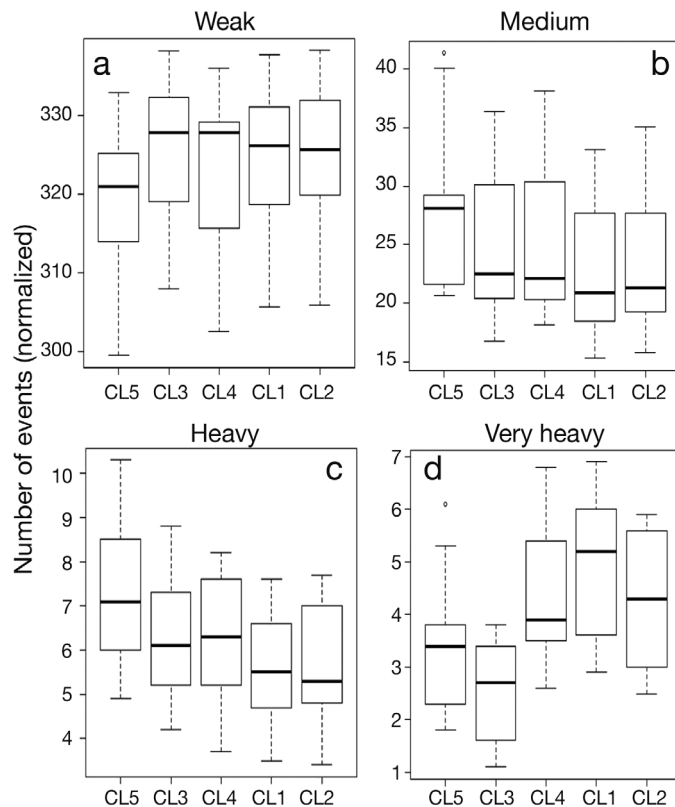 Weak
Medium
a
b
330
320
310
300
40
35
30
25
20
15
CL5 CL3 CL4 CL1 CL2
CL5 CL3 CL4 CL1 CL2
Number of events (normalized)
Heavy
Very heavy
c
d
10
9
8
7
6
5
4
7
6
5
4
3
2
1
CL5 CL3 CL4 CL1 CL2
CL5 CL3 CL4 CL1 CL2